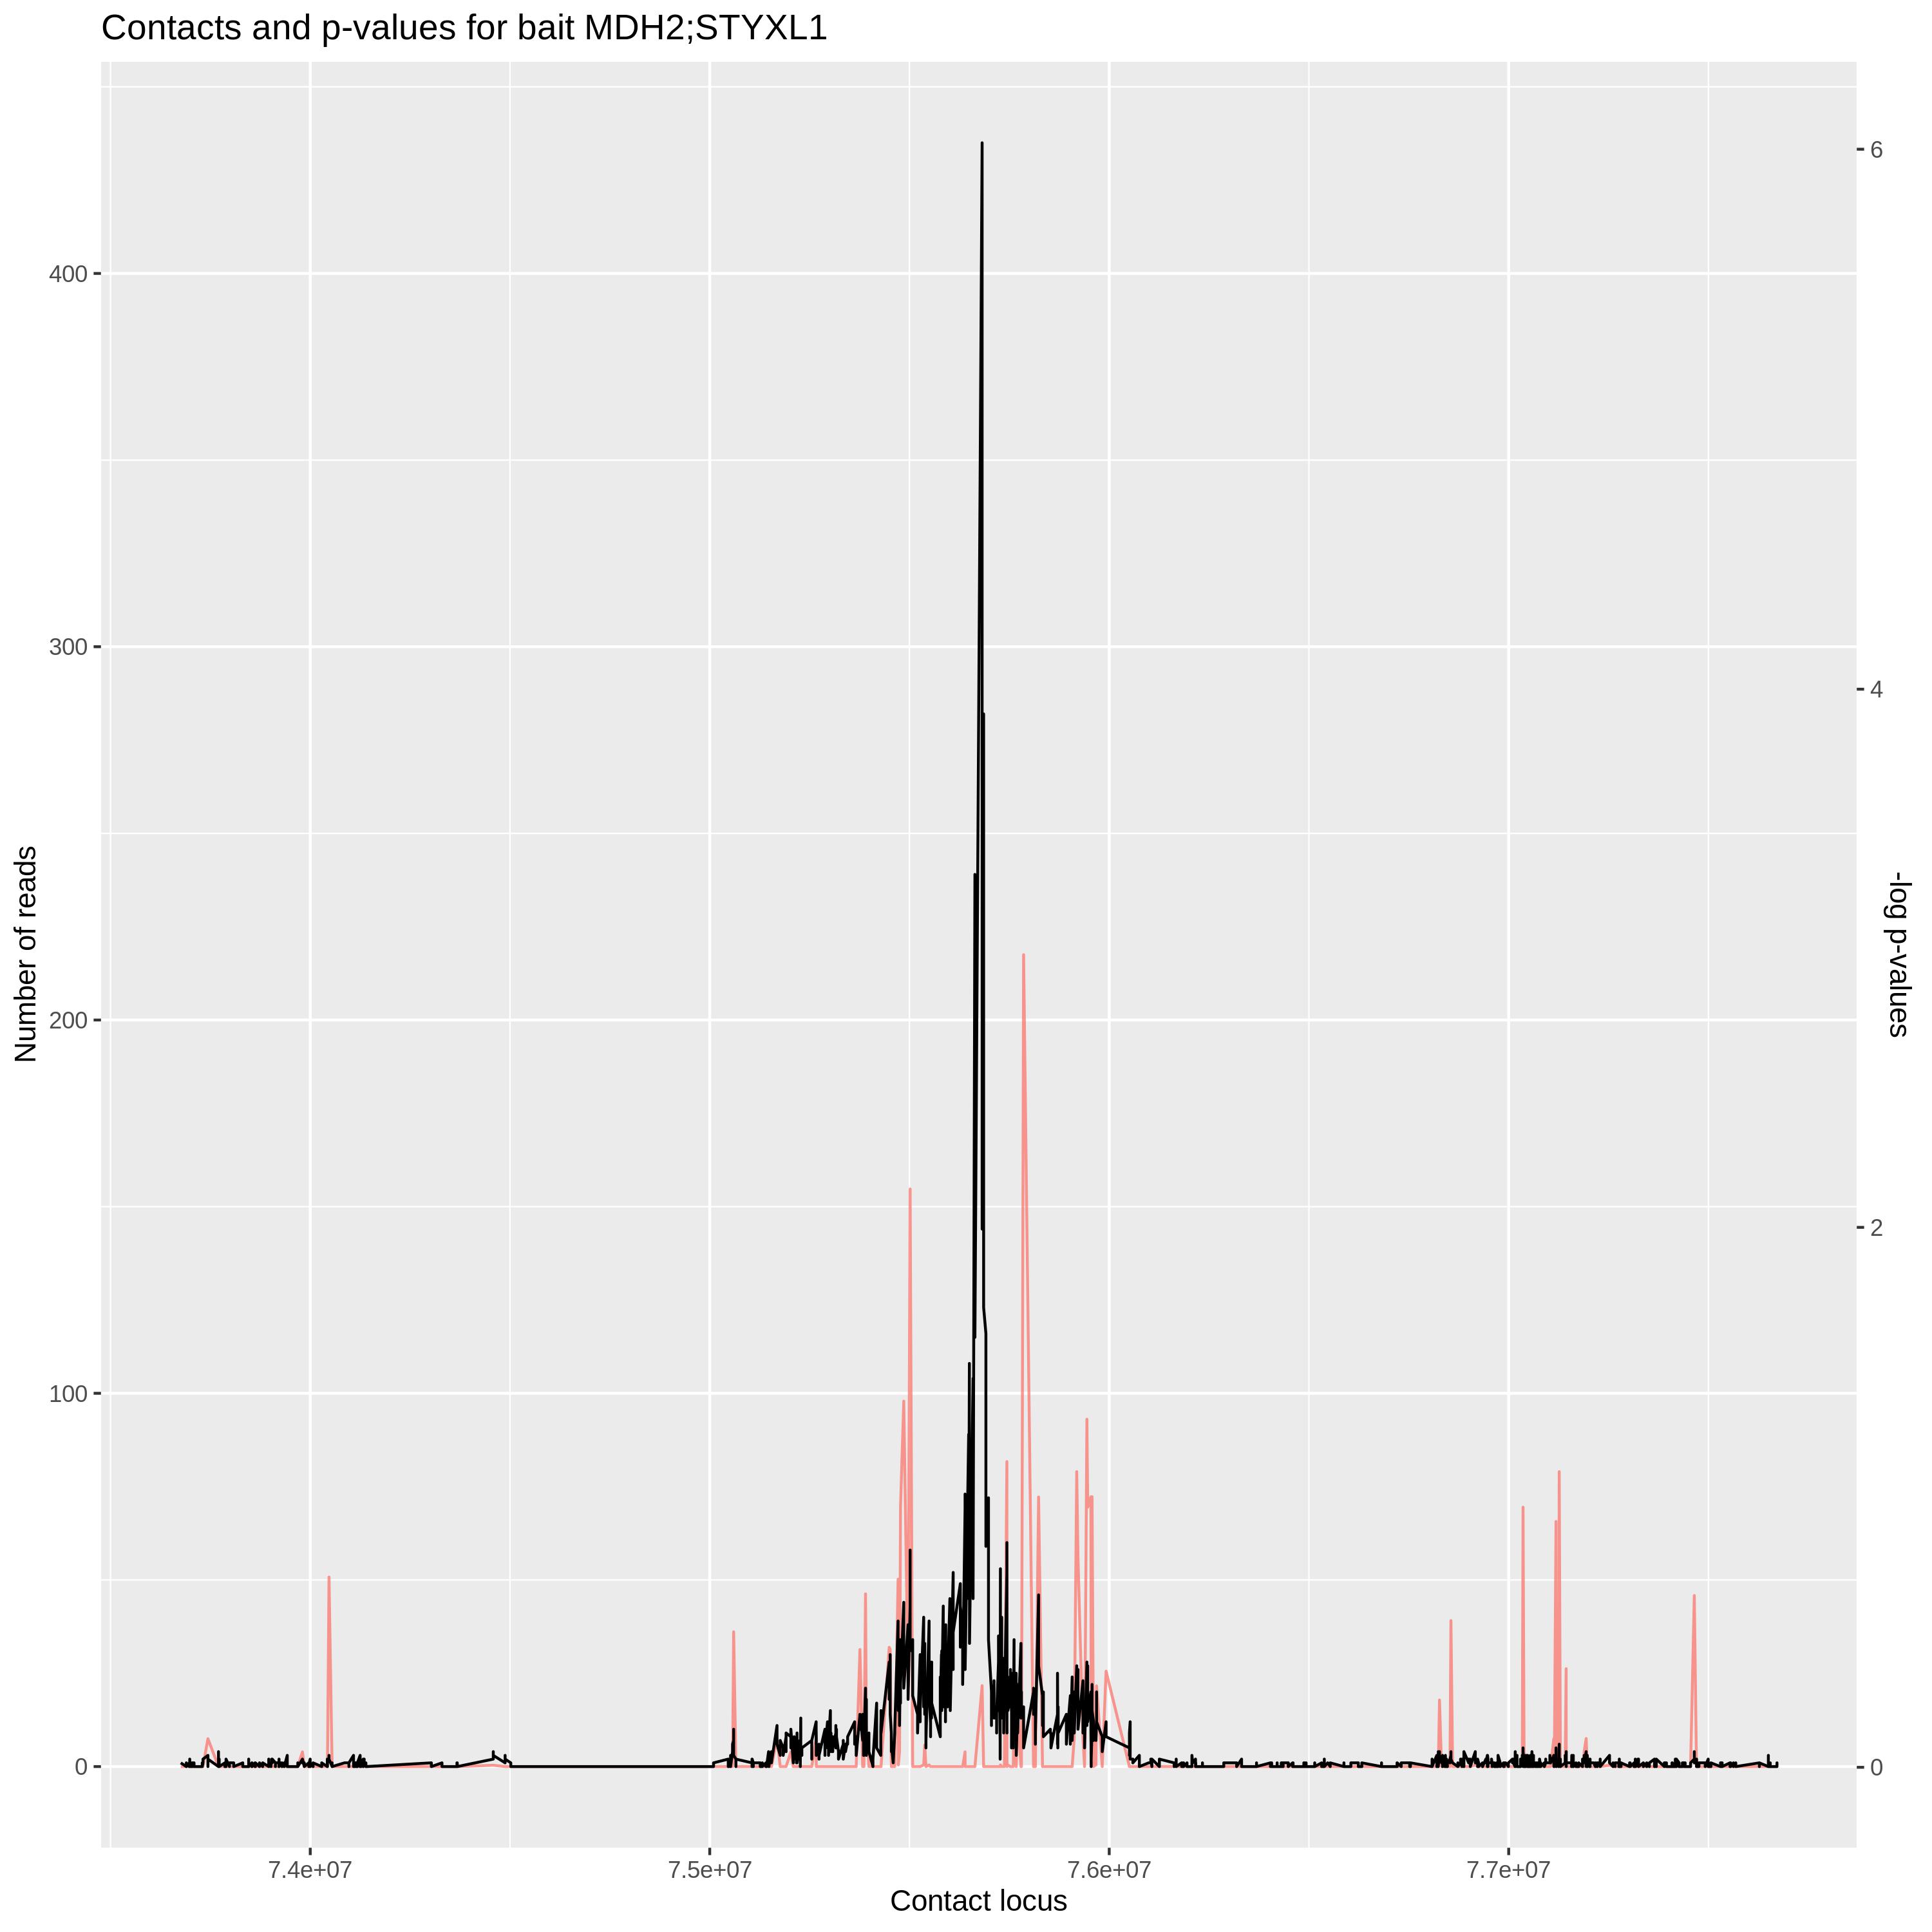 Contacts and p-values for bait MDH2;STYXL1
Number of reads
400
300
200
100
0
6
4
2
0
-log p-values
7.4e+07
7.5e+07
7.6e+07
7.7e+07
Contact locus